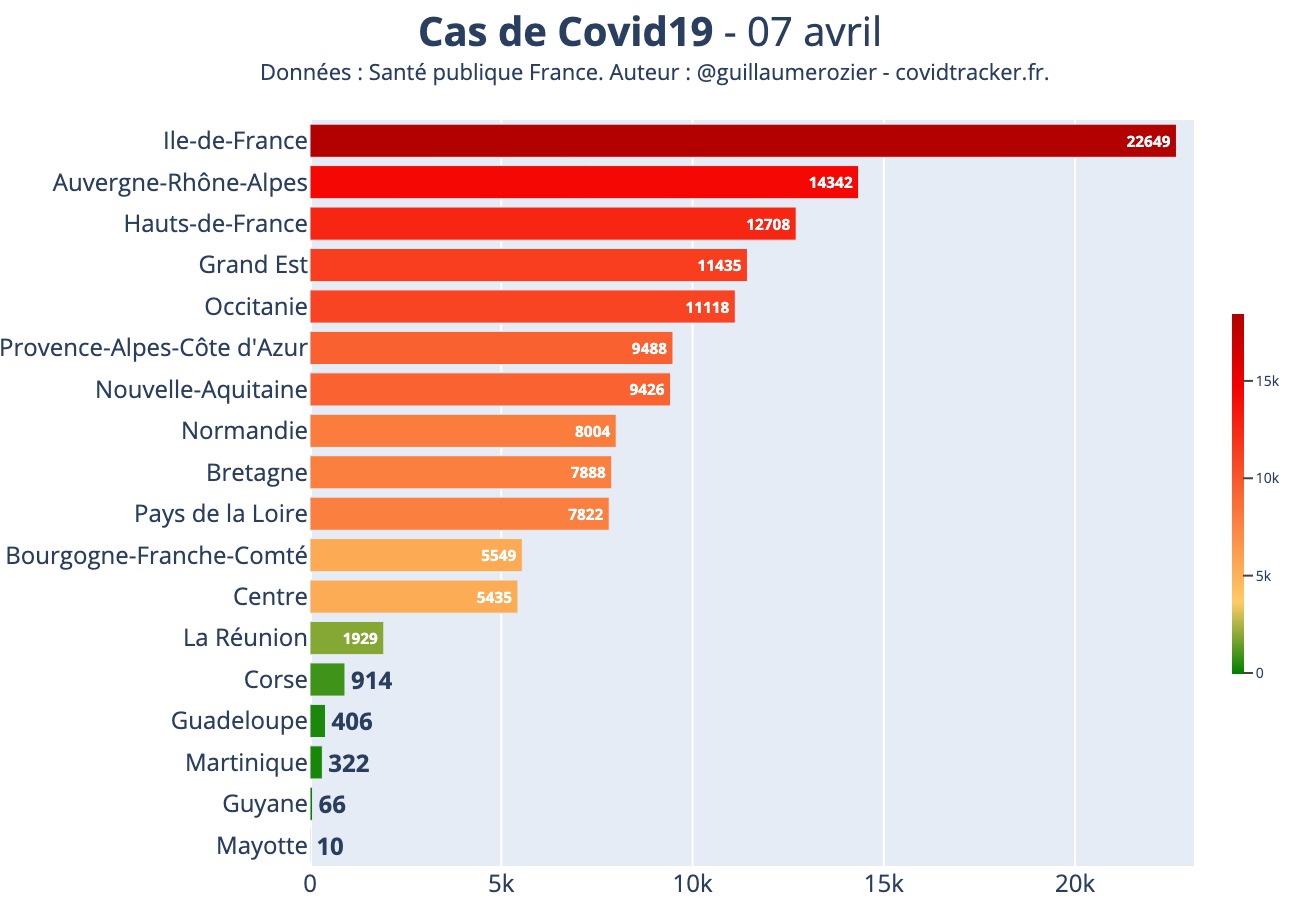 Cas de Covid19 - 07 avril
Données : Santé publique France. Auteur : @guillaumerozier - covidtracker.fr.
Ile-de-France 22649
Auvergne-Rhône-Alpes 14342
Hauts-de-France 12708
Grand Est 11435
Occitanie 11118
Provence-Alpes-Côte d'Azur 9488
Nouvelle-Aquitaine 9426
Normandie 8004
Bretagne 7888
Pays de la Loire 7822
Bourgogne-Franche-Comté 5549
Centre 5435
La Réunion 1929
Corse 914
Guadeloupe 406
Martinique 322
Guyane 66
Mayotte 10
0 5k 10k 15k 20k
15k
10k
5k
0